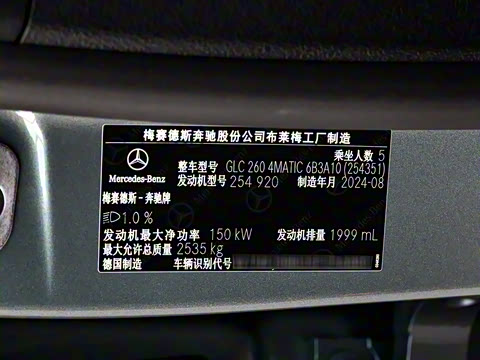 梅赛德斯奔驰股份公司布莱梅工厂制造
乘坐人数 5
整车型号 GLC 260 4MATIC 6B3A10 (254351)
Mercedes-Benz 发动机型号 254 920 制造年月 2024-08
梅赛德斯-奔驰牌
1.0 %
发动机最大净功率 150 kW 发动机排量 1999 mL
最大允许总质量 2535 kg
德国制造 车辆识别代号